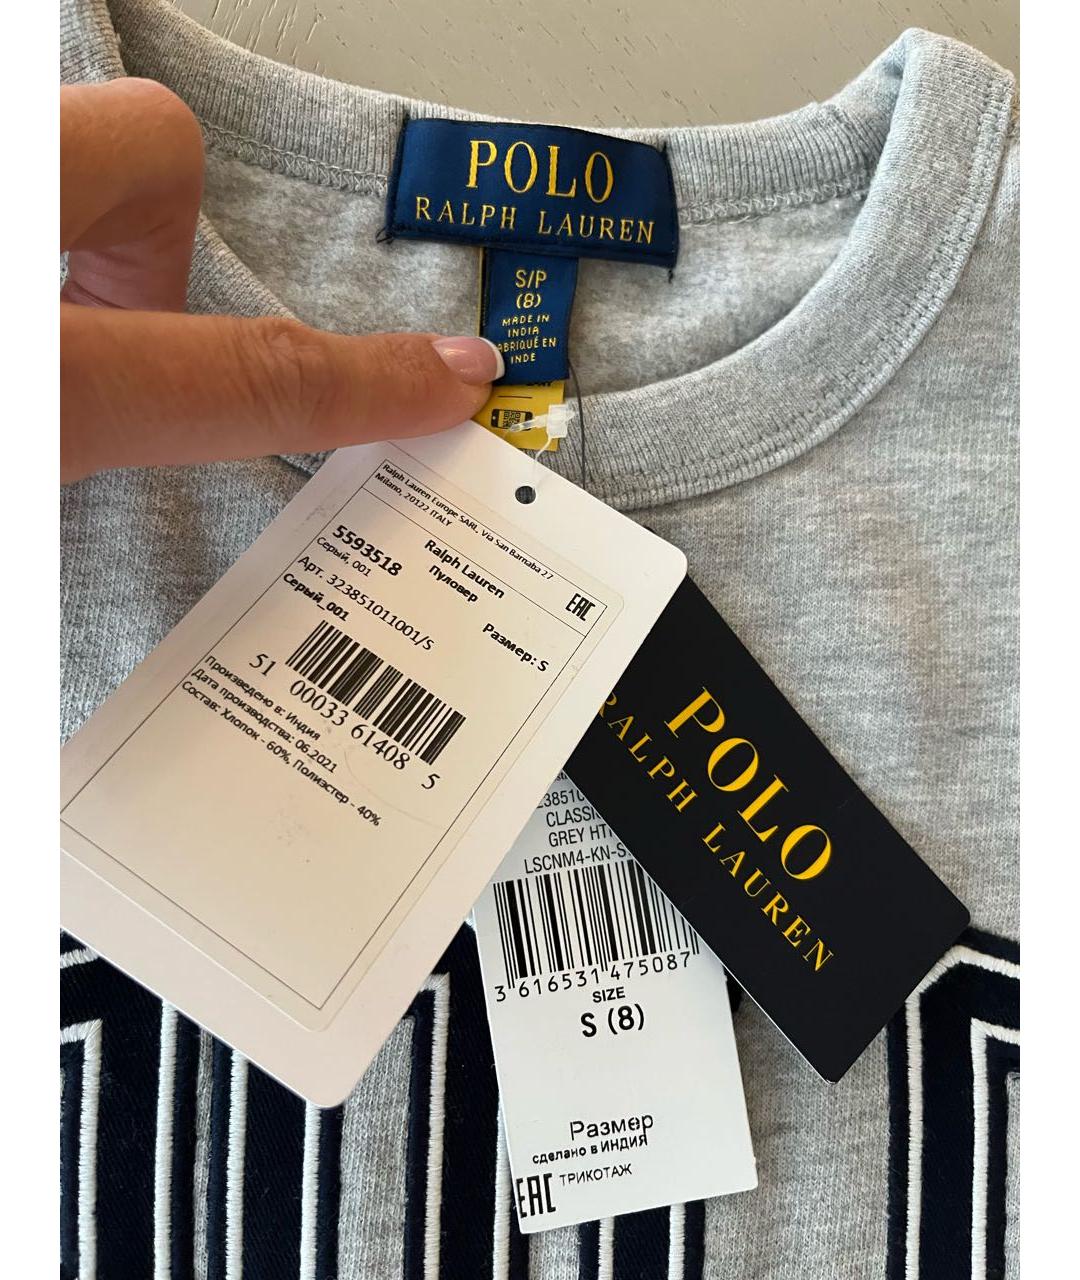 POLO
RALPH LAUREN
S/P
(8)
MADE IN
INDIA
EN
INDE
Ralph Lauren Europe SARL, Via San Barnaba 27
Milano, 20122 ITALY
5593518
Серый, 001
Ralph Lauren
Пуловер
EAC
Арт. 323851011001/S
Серый_001
Размер: S
51 00033 61408 5
Произведено в: Индия
Дата производства: 06.2021
Состав: Хлопок - 60%, Полиэстер - 40%
POLO
RALPH LAUREN
GREY
LSCNM4-KN-S
3 616531 475087
SIZE
S (8)
Размер
сделано в ИНДИЯ
EAC ТРИКОТАЖ